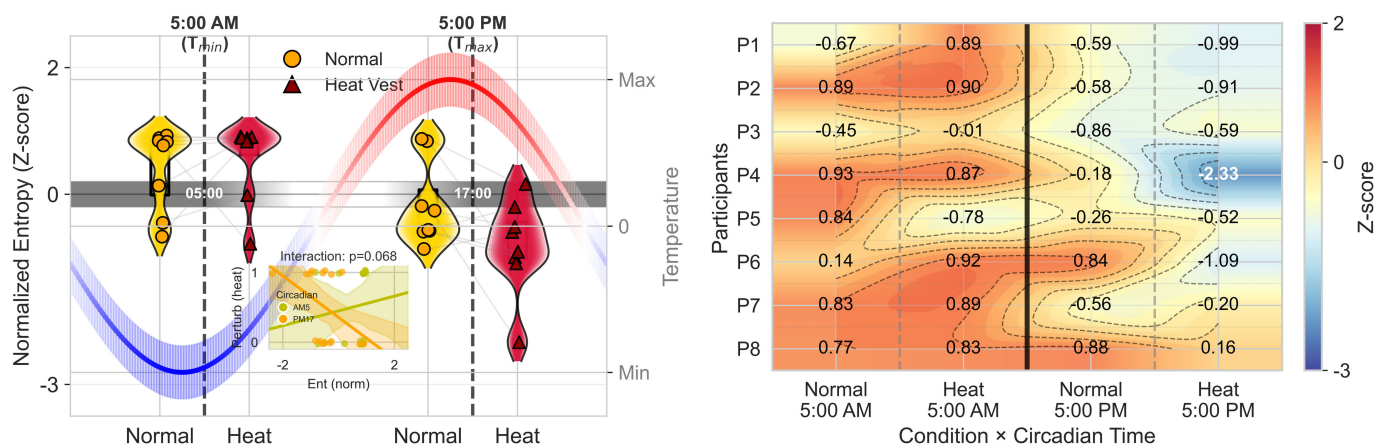 5:00 AM
(Tmin)
5:00 PM
(Tmax)
Normal
Heat Vest
Normalized Entropy (Z-score)
2
0
-3
05:00
17:00
Max
0
Min
Temperature
Interaction: p=0.068
Perturb (heat)
1
0
Circadian
AM5
PM17
-2
2
Ent (norm)
Normal
Heat
Normal
Heat
Participants
P1
-0.67
0.89
-0.59
-0.99
P2
0.89
0.90
-0.58
-0.91
P3
-0.45
-0.01
-0.86
-0.59
P4
0.93
0.87
-0.18
-2.33
P5
0.84
-0.78
-0.26
-0.52
P6
0.14
0.92
0.84
-1.09
P7
0.83
0.89
-0.56
-0.20
P8
0.77
0.83
0.88
0.16
Normal
5:00 AM
Heat
5:00 AM
Normal
5:00 PM
Heat
5:00 PM
Condition × Circadian Time
2
0
-3
Z-score